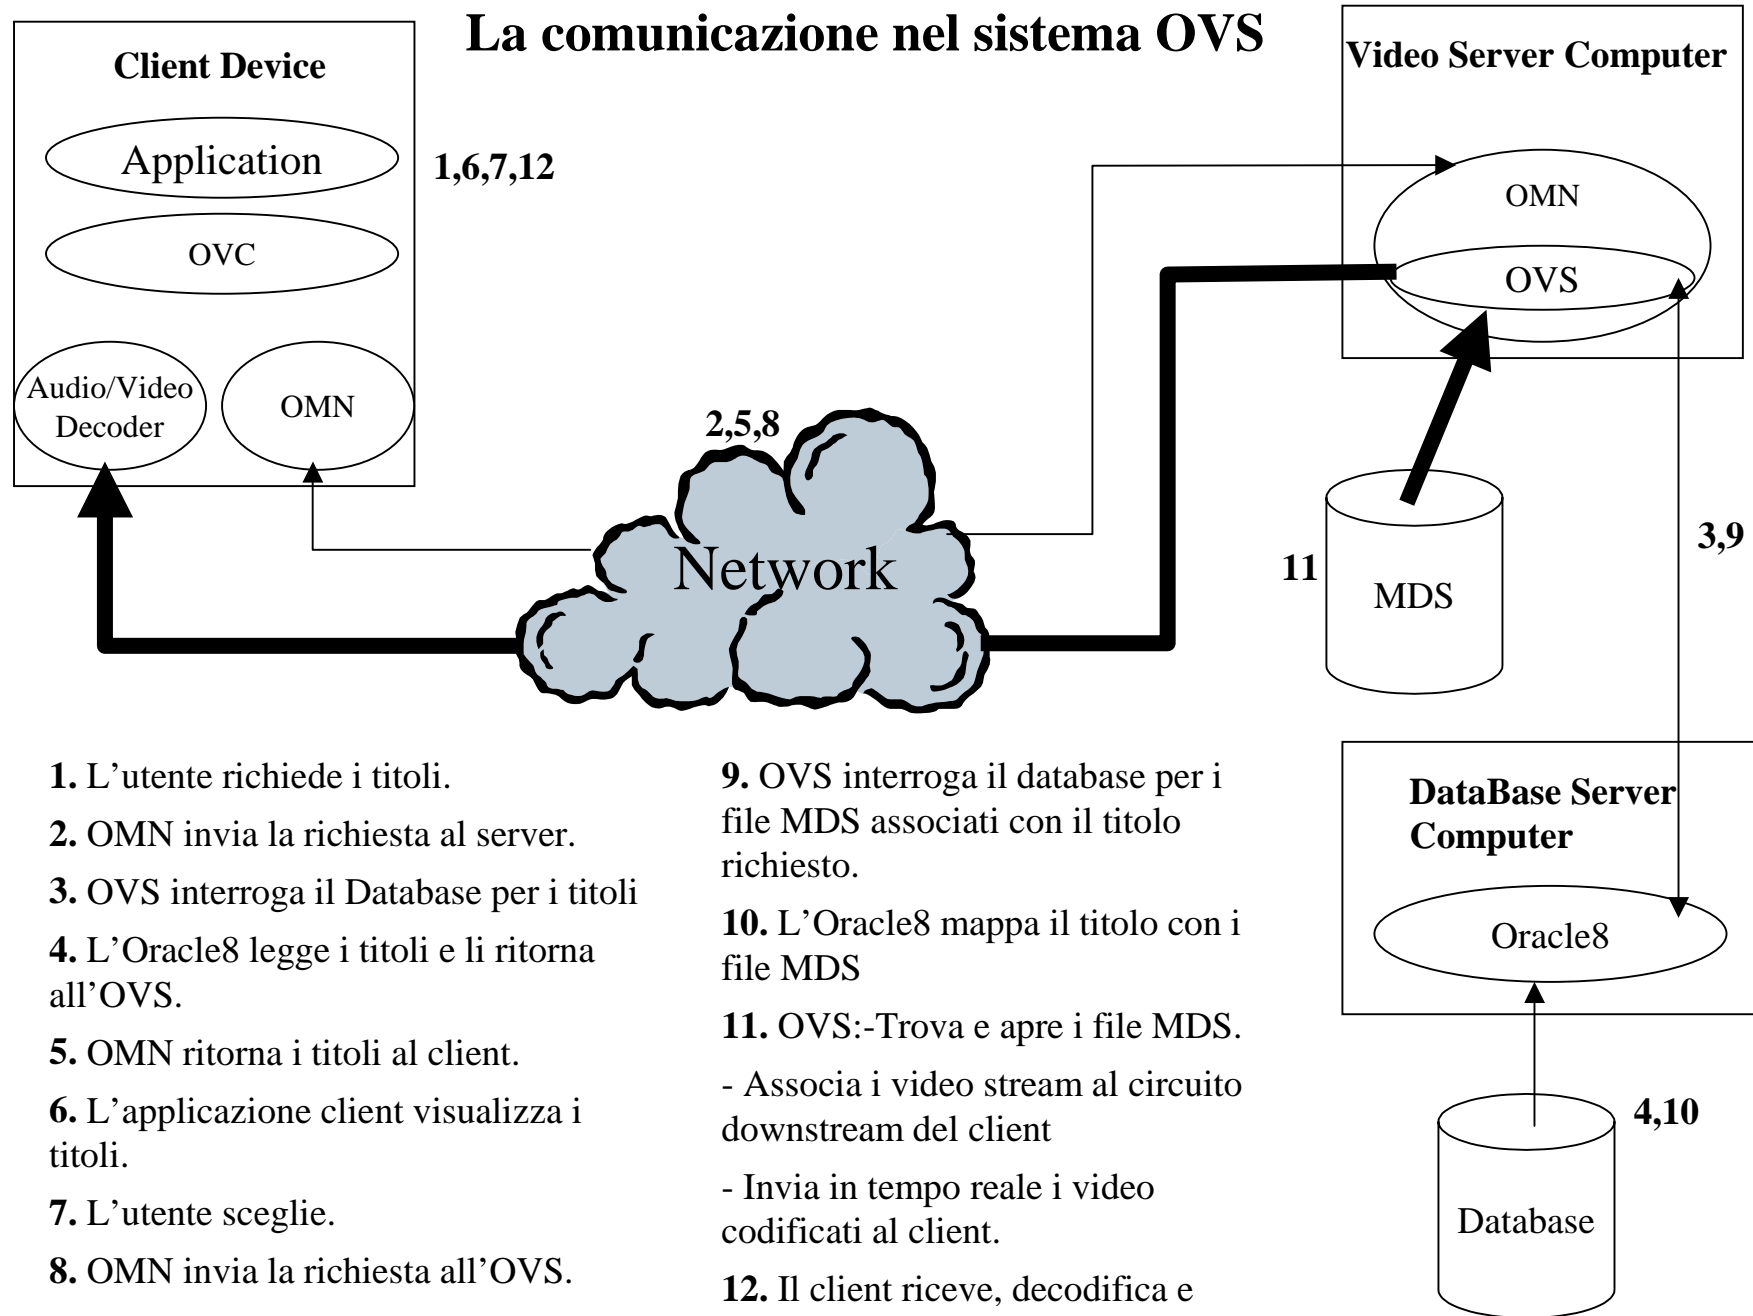 La comunicazione nel sistema OVS
Client Device
Application
OVC
Audio/Video
Decoder
OMN
1,6,7,12
2,5,8
Network
Video Server Computer
OMN
OVS
11
MDS
3,9
DataBase Server
Computer
Oracle8
4,10
Database
1. L’utente richiede i titoli.
2. OMN invia la richiesta al server.
3. OVS interroga il Database per i titoli
4. L’Oracle8 legge i titoli e li ritorna
all’OVS.
5. OMN ritorna i titoli al client.
6. L’applicazione client visualizza i
titoli.
7. L’utente sceglie.
8. OMN invia la richiesta all’OVS.
9. OVS interroga il database per i
file MDS associati con il titolo
richiesto.
10. L’Oracle8 mappa il titolo con i
file MDS
11. OVS:-Trova e apre i file MDS.
- Associa i video stream al circuito
downstream del client
- Invia in tempo reale i video
codificati al client.
12. Il client riceve, decodifica e